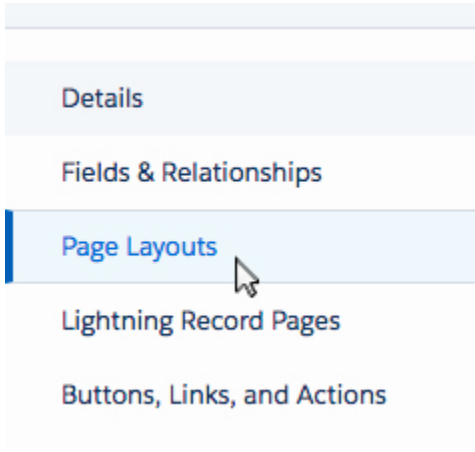 Details
Fields & Relationships
Page Layouts
Lightning Record Pages
Buttons, Links, and Actions